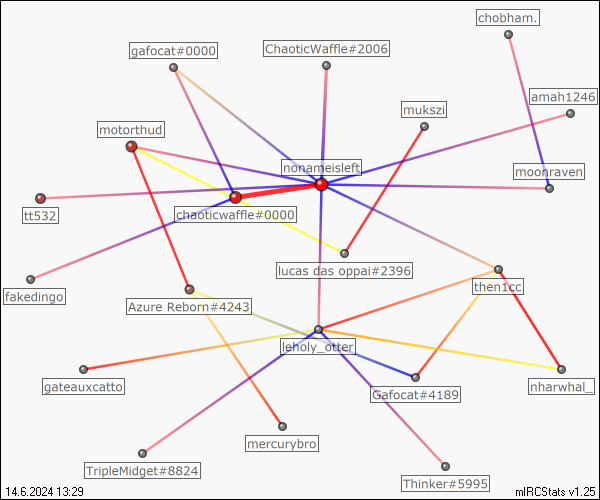 chobham.
gafocat#0000
ChaoticWaffle#2006
amah1246
mukszi
motorthud
nonameisleft
moonraven
tt532
chaoticwaffle#0000
lucas das oppai#2396
then1cc
fakedingo
Azure Reborn#4243
leholy_otter
gateauxcatto
Gafocat#4189
nharwhal_
mercurybro
TripleMidget#8824
Thinker#5995
14.6.2024 13:29
mIRCStats v1.25